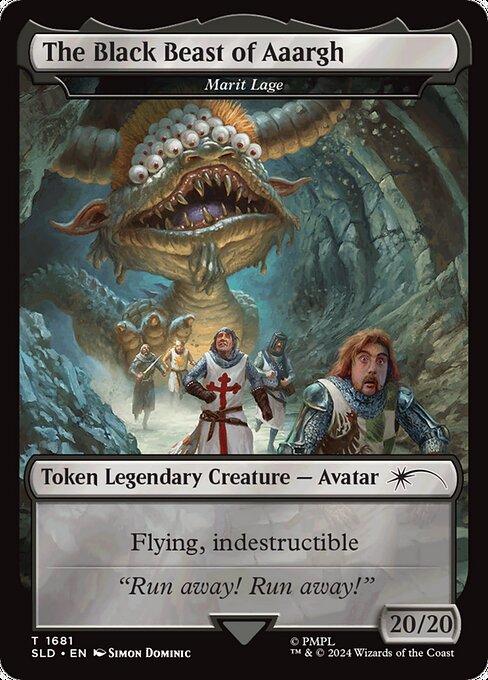 The Black Beast of Aaargh
Marit Lage
Token Legendary Creature — Avatar
Flying, indestructible
“Run away! Run away!”
20/20
T 1681
SLD • EN Simon Dominic
© PMPL
™ & © 2024 Wizards of the Coast